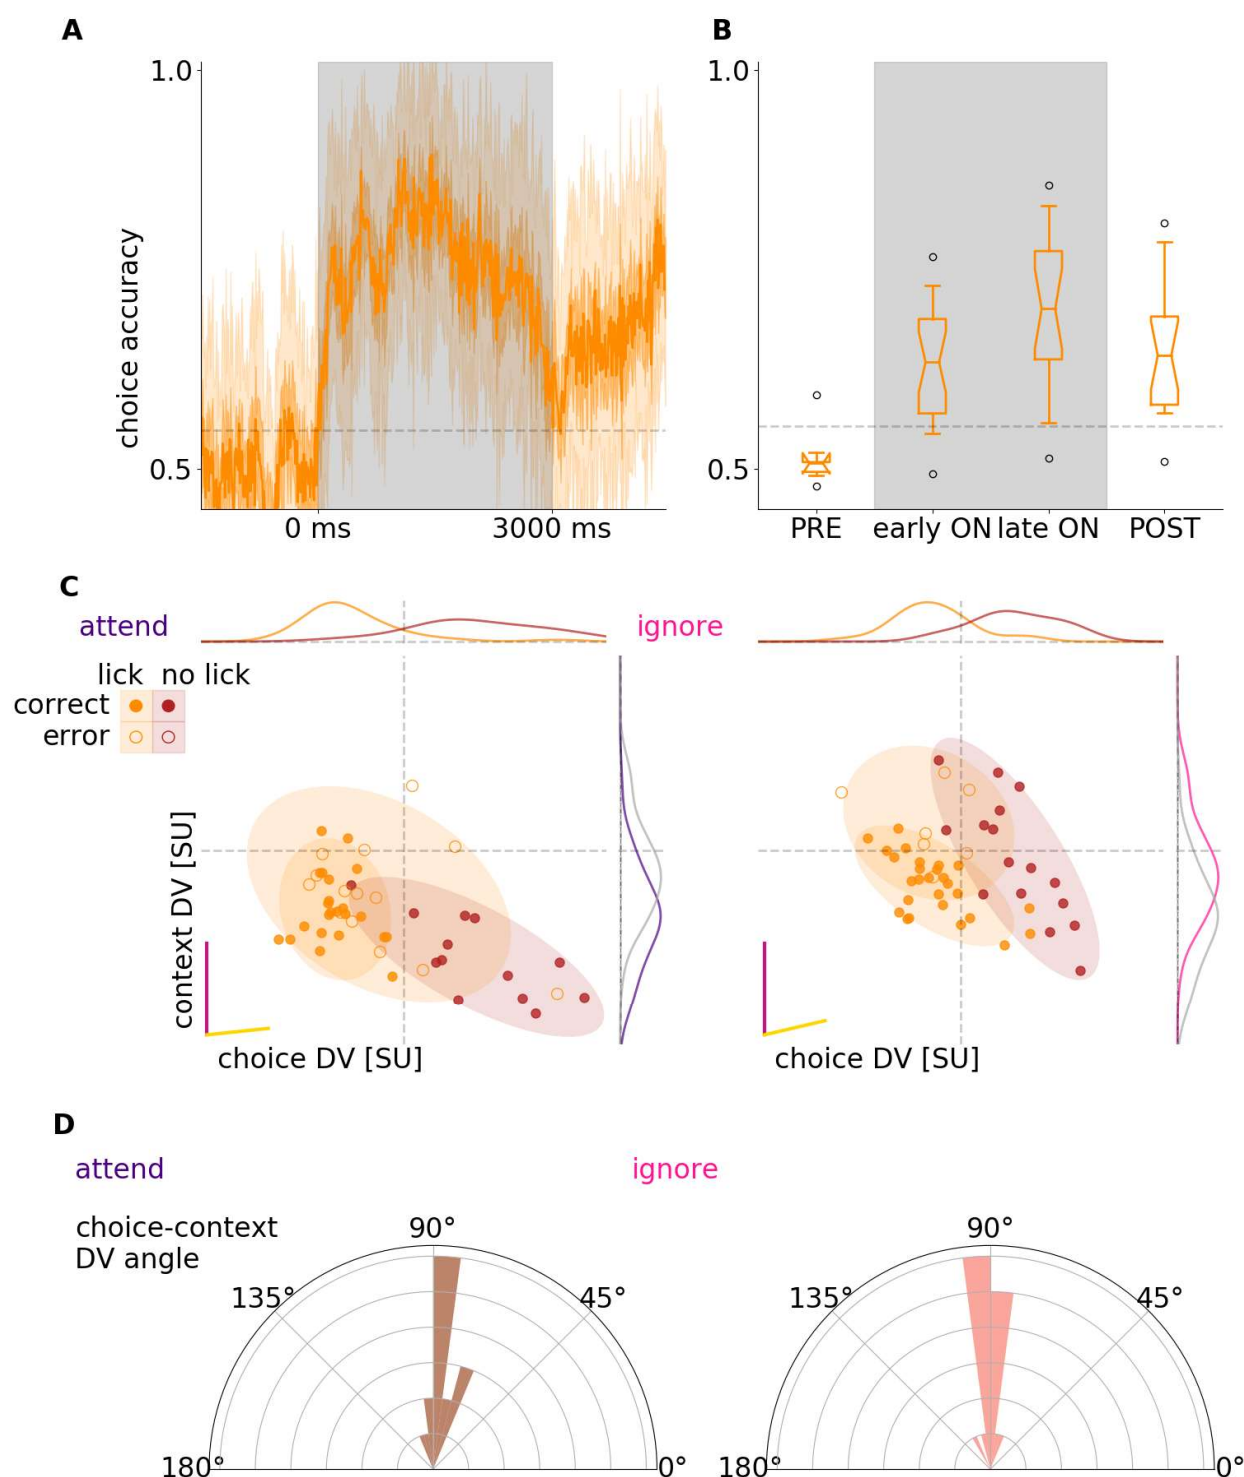 A
B
1.0
0.5
choice accuracy
0 ms
3000 ms
1.0
0.5
PRE
early ON
late ON
POST
C
attend
ignore
lick no lick
correct
error
context DV [SU]
choice DV [SU]
choice DV [SU]
D
attend
ignore
choice-context
DV angle
90°
135°
45°
180°
0°
90°
135°
45°
180°
0°